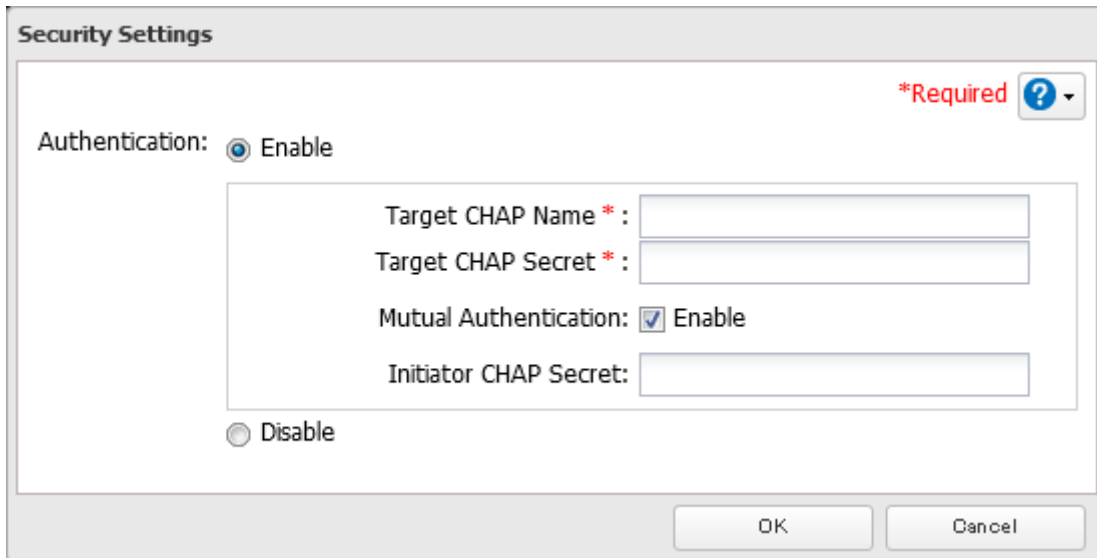 Security Settings
*Required ?
Authentication: Enable
Target CHAP Name * :
Target CHAP Secret * :
Mutual Authentication: Enable
Initiator CHAP Secret:
Disable
OK Cancel